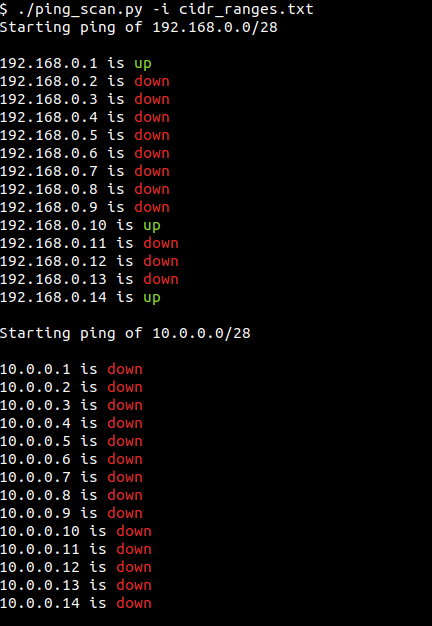 $ ./ping_scan.py -i cidr_ranges.txt
Starting ping of 192.168.0.0/28
192.168.0.1 is up
192.168.0.2 is down
192.168.0.3 is down
192.168.0.4 is down
192.168.0.5 is down
192.168.0.6 is down
192.168.0.7 is down
192.168.0.8 is down
192.168.0.9 is down
192.168.0.10 is up
192.168.0.11 is down
192.168.0.12 is down
192.168.0.13 is down
192.168.0.14 is up
Starting ping of 10.0.0.0/28
10.0.0.1 is down
10.0.0.2 is down
10.0.0.3 is down
10.0.0.4 is down
10.0.0.5 is down
10.0.0.6 is down
10.0.0.7 is down
10.0.0.8 is down
10.0.0.9 is down
10.0.0.10 is down
10.0.0.11 is down
10.0.0.12 is down
10.0.0.13 is down
10.0.0.14 is down